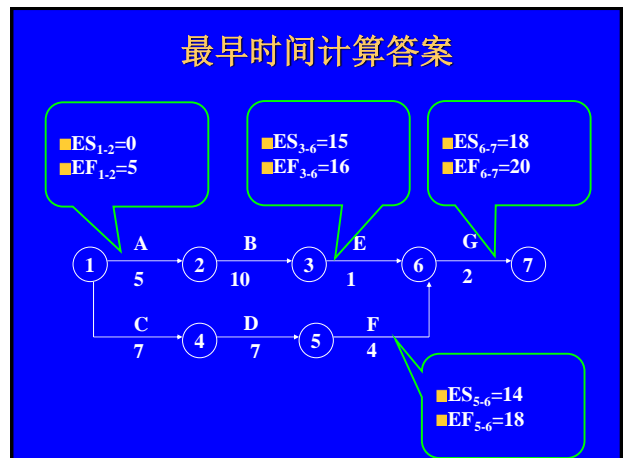 最早时间计算答案
■ES1-2=0
■EF1-2=5
■ES3-6=15
■EF3-6=16
■ES6-7=18
■EF6-7=20
A B E G
1 2 3 6 7
5 10 1 2
C D F
4 5
7 7 4
■ES5-6=14
■EF5-6=18